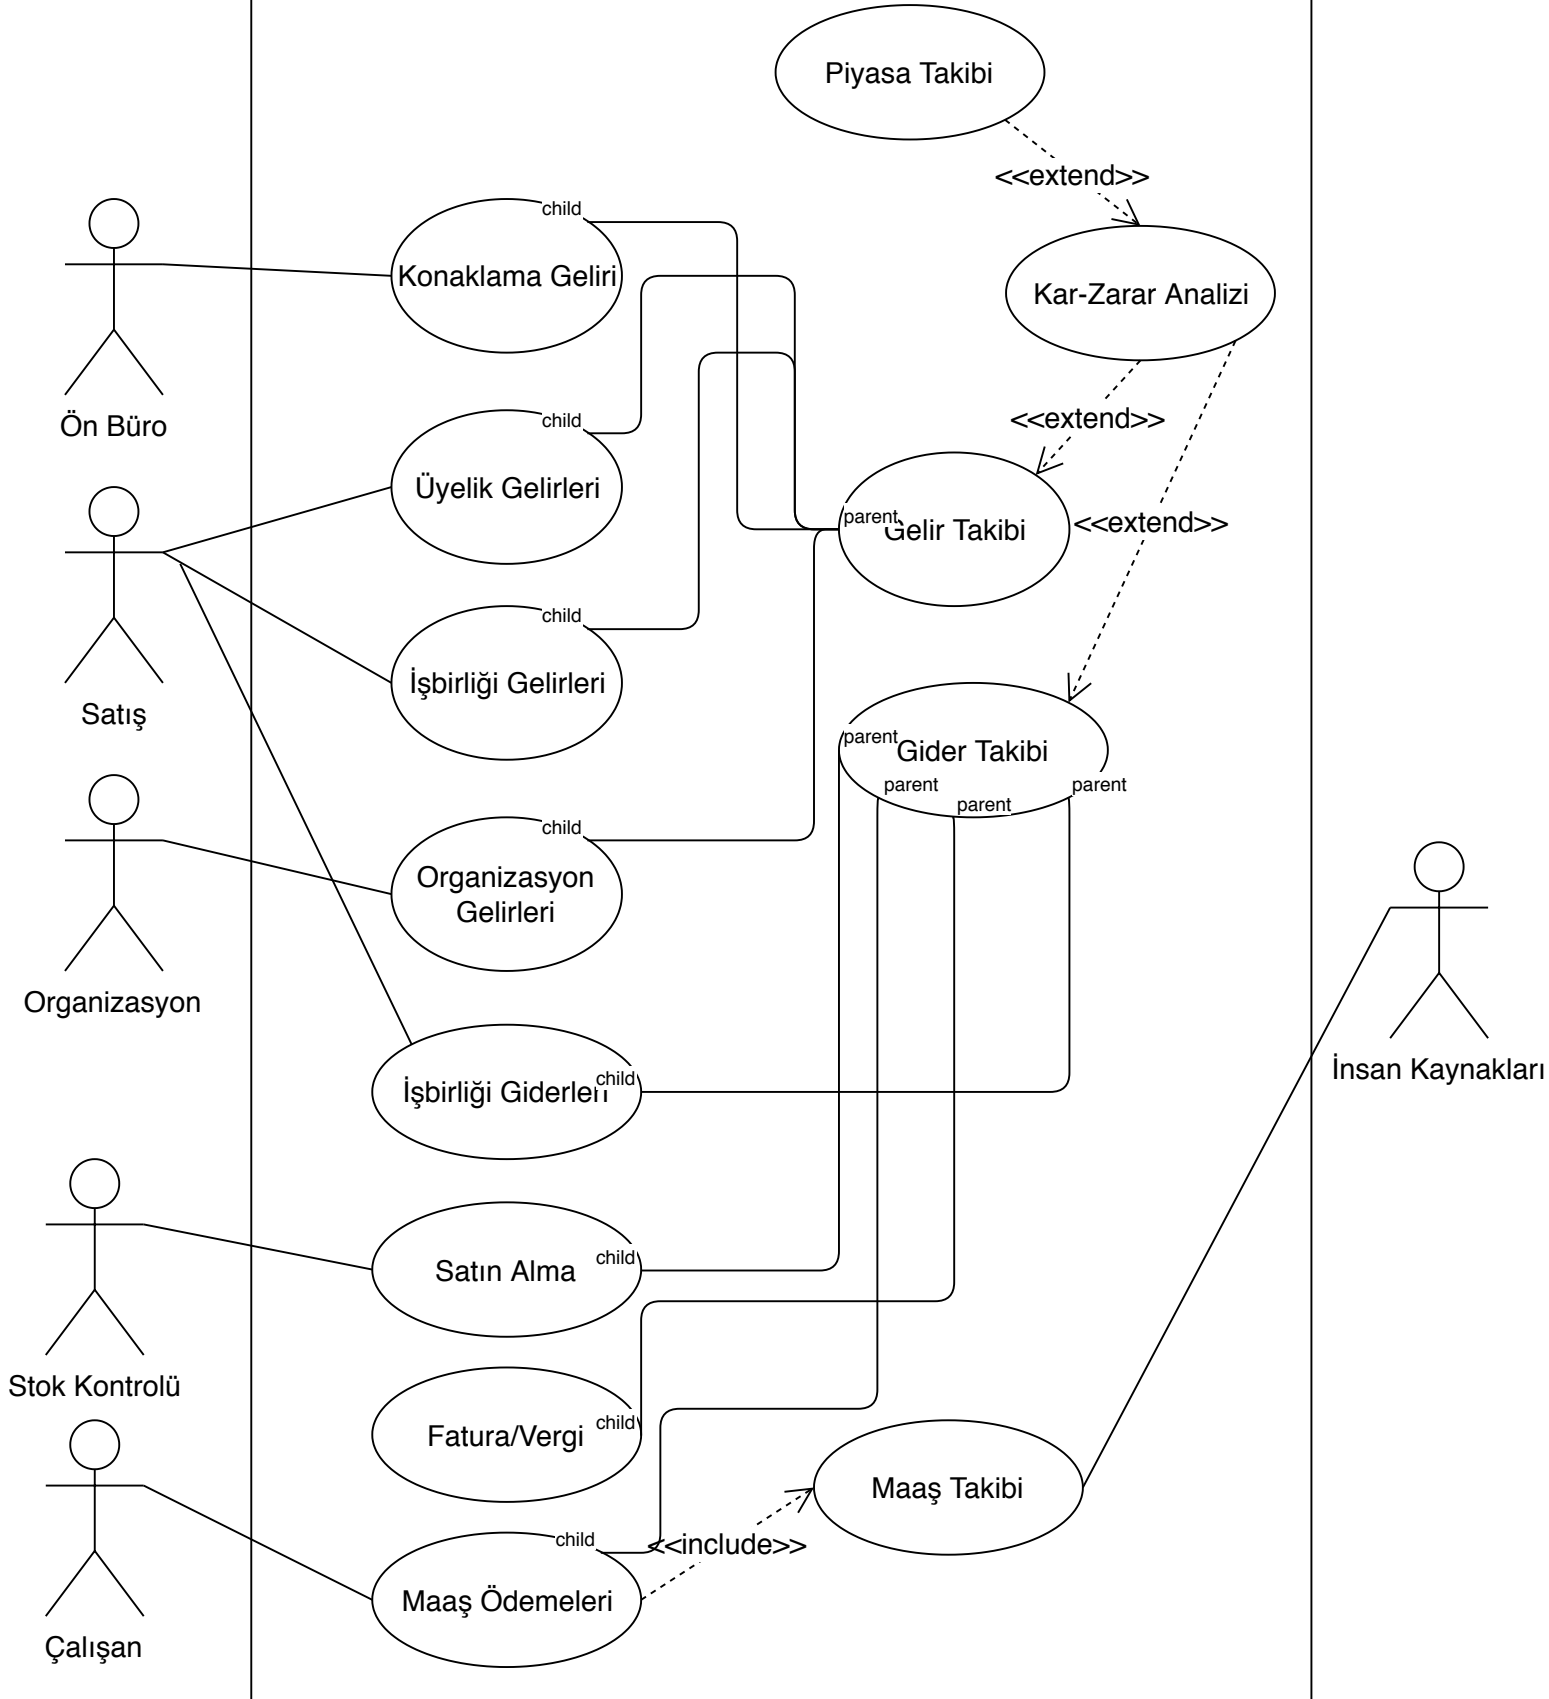 Piyasa Takibi
<<extend>>
child
Konaklama Geliri
Kar-Zarar Analizi
Ön Büro
child
<<extend>>
Üyelik Gelirleri
parent
Gelir Takibi
<<extend>>
child
İşbirliği Gelirleri
Satış
parent
Gider Takibi
parent
parent
parent
child
Organizasyon
Gelirleri
Organizasyon
İnsan Kaynakları
child
İşbirliği Giderleri
child
Satın Alma
Stok Kontrolü
child
Fatura/Vergi
Maaş Takibi
child
<<include>>
Maaş Ödemeleri
Çalışan